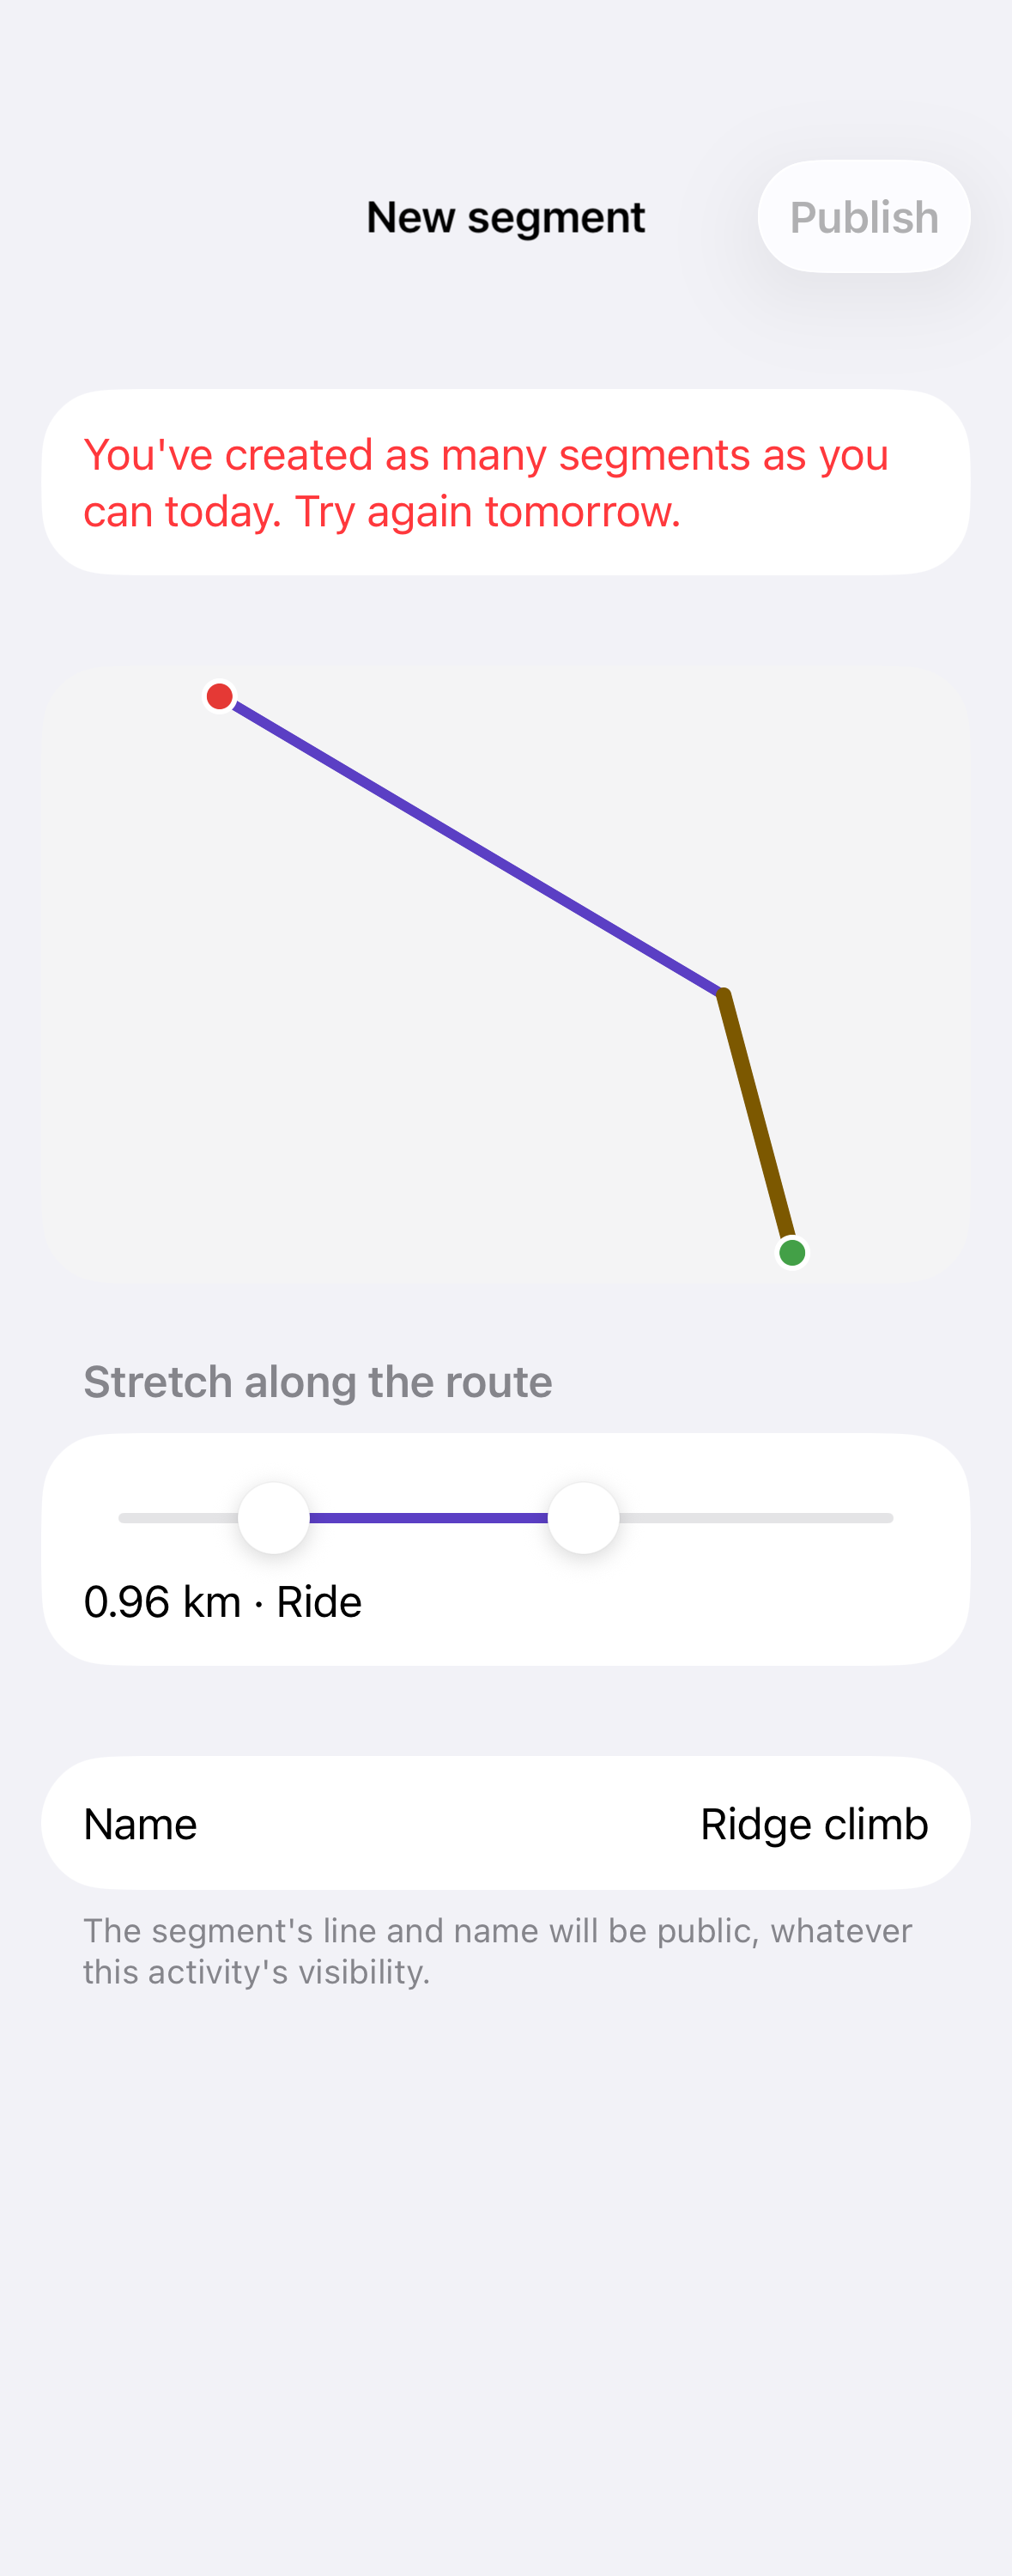 New segment
Publish
You've created as many segments as you
can today. Try again tomorrow.
Stretch along the route
0.96 km · Ride
Name
Ridge climb
The segment's line and name will be public, whatever
this activity's visibility.